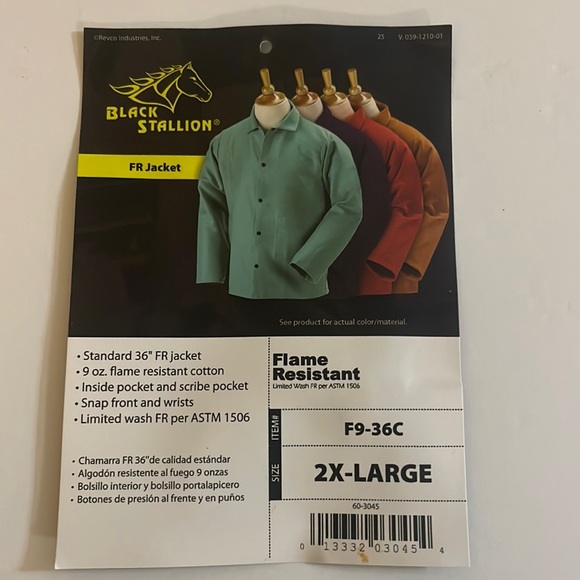 ©Revco Industries, Inc.
25 V. 039-1210-01
BLACK
STALLION®
FR Jacket
See product for actual color/material.
• Standard 36" FR jacket
• 9 oz. flame resistant cotton
• Inside pocket and scribe pocket
• Snap front and wrists
• Limited wash FR per ASTM 1506
• Chamarra FR 36"de calidad estándar
• Algodón resistente al fuego 9 onzas
• Bolsillo interior y bolsillo portalapicero
• Botones de presión al frente y en puños
Flame
Resistant
Limited Wash FR per ASTM 1506
ITEM#
F9-36C
SIZE
2X-LARGE
60-3045
0 13332 03045 4